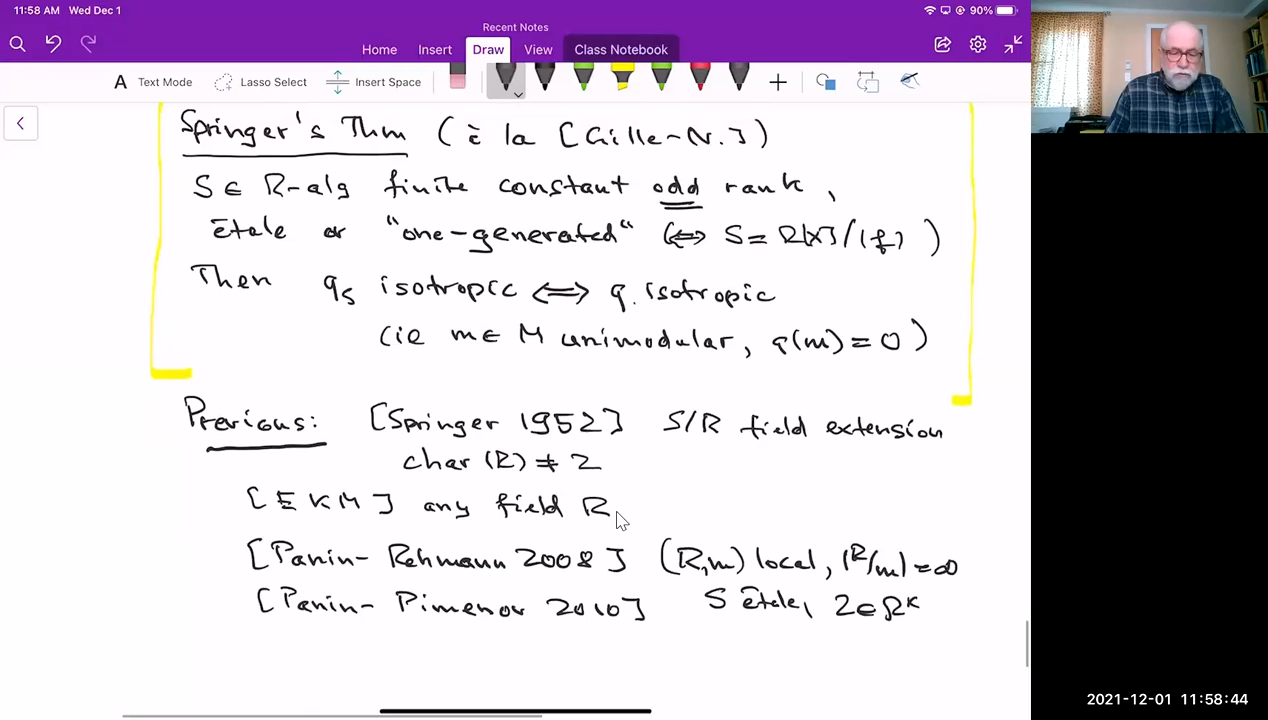 11:58 AM Wed Dec 1
90%
Recent Notes
Home Insert Draw View Class Notebook
Text Mode Lasso Select Insert Space
Springer's Thm (à la [Gille-N.])
S ∈ R-alg finite constant odd rank,
étale or "one-generated" (⟺ S = R[X]/(f))
Then q_S isotropic ⟺ q isotropic
(ie m ∈ M unimodular, q(m) = 0)
Previous: [Springer 1952] S/R field extension
char (R) ≠ 2
[EKM] any field R
[Panin-Rehmann 2008] (R,m) local, |R/m| = ∞
[Panin-Pimenov 2010] S étale, 2 ∈ R^×
2021-12-01 11:58:44